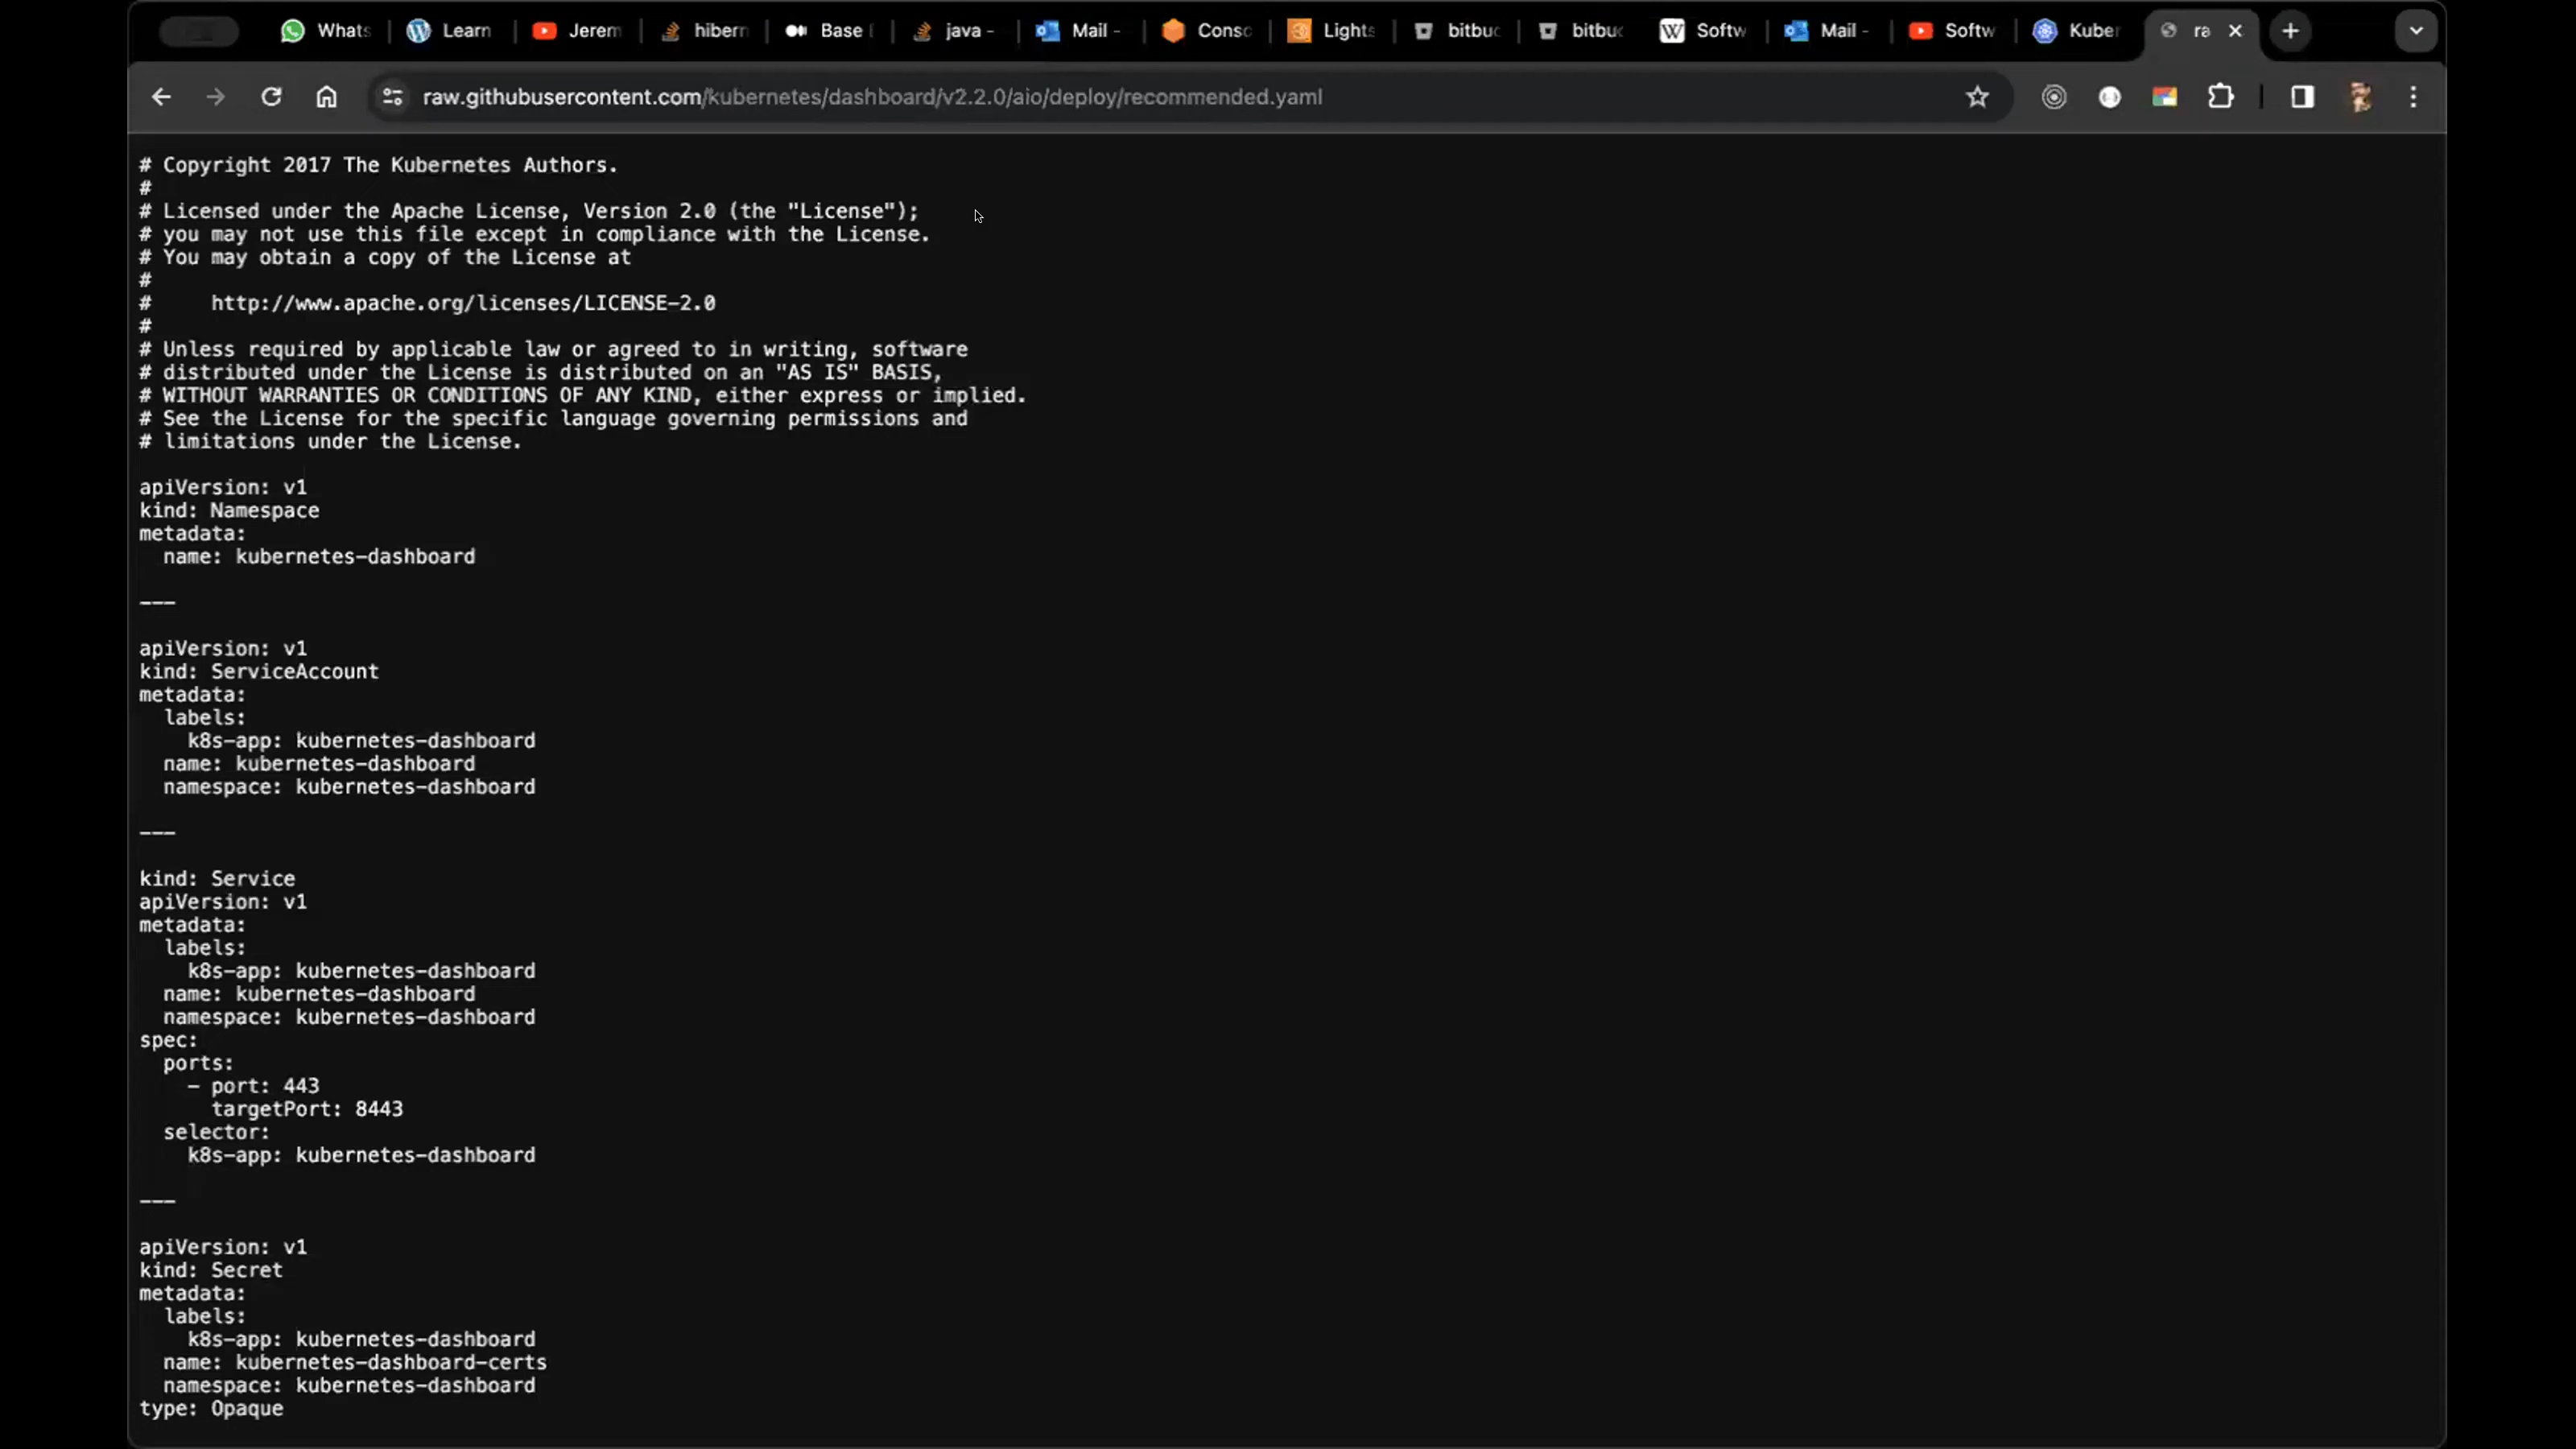 Whats
Learn
Jerem
hibern
Base
java -
Mail -
Consc
Lights
bitbuc
bitbuc
Softw
Mail -
Softw
Kuber
ra
raw.githubusercontent.com/kubernetes/dashboard/v2.2.0/aio/deploy/recommended.yaml
# Copyright 2017 The Kubernetes Authors.
#
# Licensed under the Apache License, Version 2.0 (the "License");
# you may not use this file except in compliance with the License.
# You may obtain a copy of the License at
#
#     http://www.apache.org/licenses/LICENSE-2.0
#
# Unless required by applicable law or agreed to in writing, software
# distributed under the License is distributed on an "AS IS" BASIS,
# WITHOUT WARRANTIES OR CONDITIONS OF ANY KIND, either express or implied.
# See the License for the specific language governing permissions and
# limitations under the License.
apiVersion: v1
kind: Namespace
metadata:
  name: kubernetes-dashboard
---
apiVersion: v1
kind: ServiceAccount
metadata:
  labels:
    k8s-app: kubernetes-dashboard
  name: kubernetes-dashboard
  namespace: kubernetes-dashboard
---
kind: Service
apiVersion: v1
metadata:
  labels:
    k8s-app: kubernetes-dashboard
  name: kubernetes-dashboard
  namespace: kubernetes-dashboard
spec:
  ports:
    - port: 443
      targetPort: 8443
  selector:
    k8s-app: kubernetes-dashboard
---
apiVersion: v1
kind: Secret
metadata:
  labels:
    k8s-app: kubernetes-dashboard
  name: kubernetes-dashboard-certs
  namespace: kubernetes-dashboard
type: Opaque